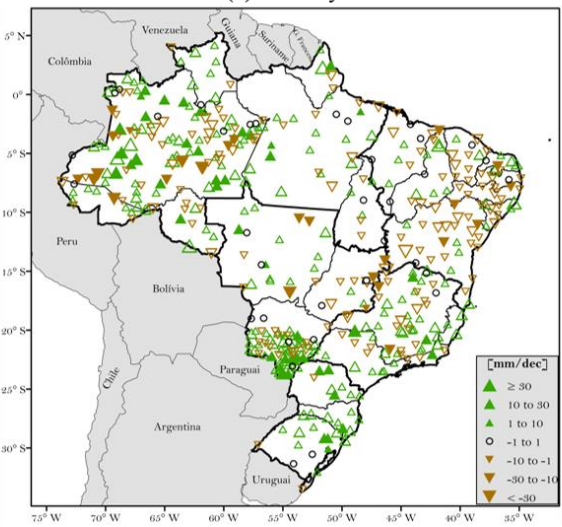 Venezuela
Guiana
Suriname
Colômbia
5° N
0°
5° S
10° S
15° S
20° S
25° S
30° S
Peru
Bolívia
Paraguai
Chile
Argentina
Uruguai
[mm/dec]
≥ 30
10 to 30
1 to 10
-1 to 1
-10 to -1
-30 to -10
< -30
75° W
70° W
65° W
60° W
55° W
50° W
45° W
40° W
35° W